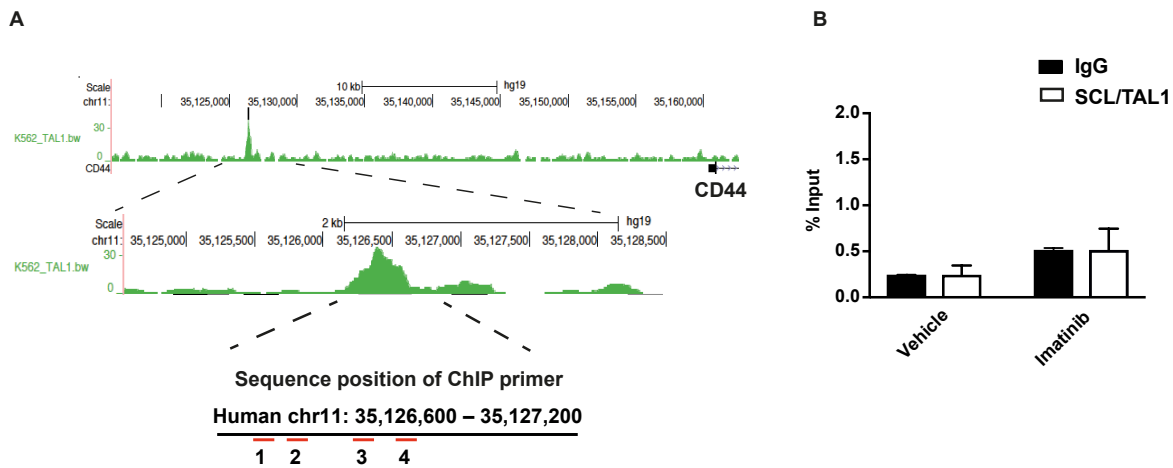 A
Scale
10 kb
hg19
chr11:
35,125,000
35,130,000
35,135,000
35,140,000
35,145,000
35,150,000
35,155,000
35,160,000
K562_TAL1.bw
30
0
CD44
CD44
Scale
2 kb
hg19
chr11:
35,125,000
35,125,500
35,126,000
35,126,500
35,127,000
35,127,500
35,128,000
35,128,500
K562_TAL1.bw
30
0
Sequence position of ChIP primer
Human chr11: 35,126,600 – 35,127,200
1 2 3 4
B
IgG
SCL/TAL1
% Input
2.0
1.5
1.0
0.5
0.0
Vehicle
Imatinib